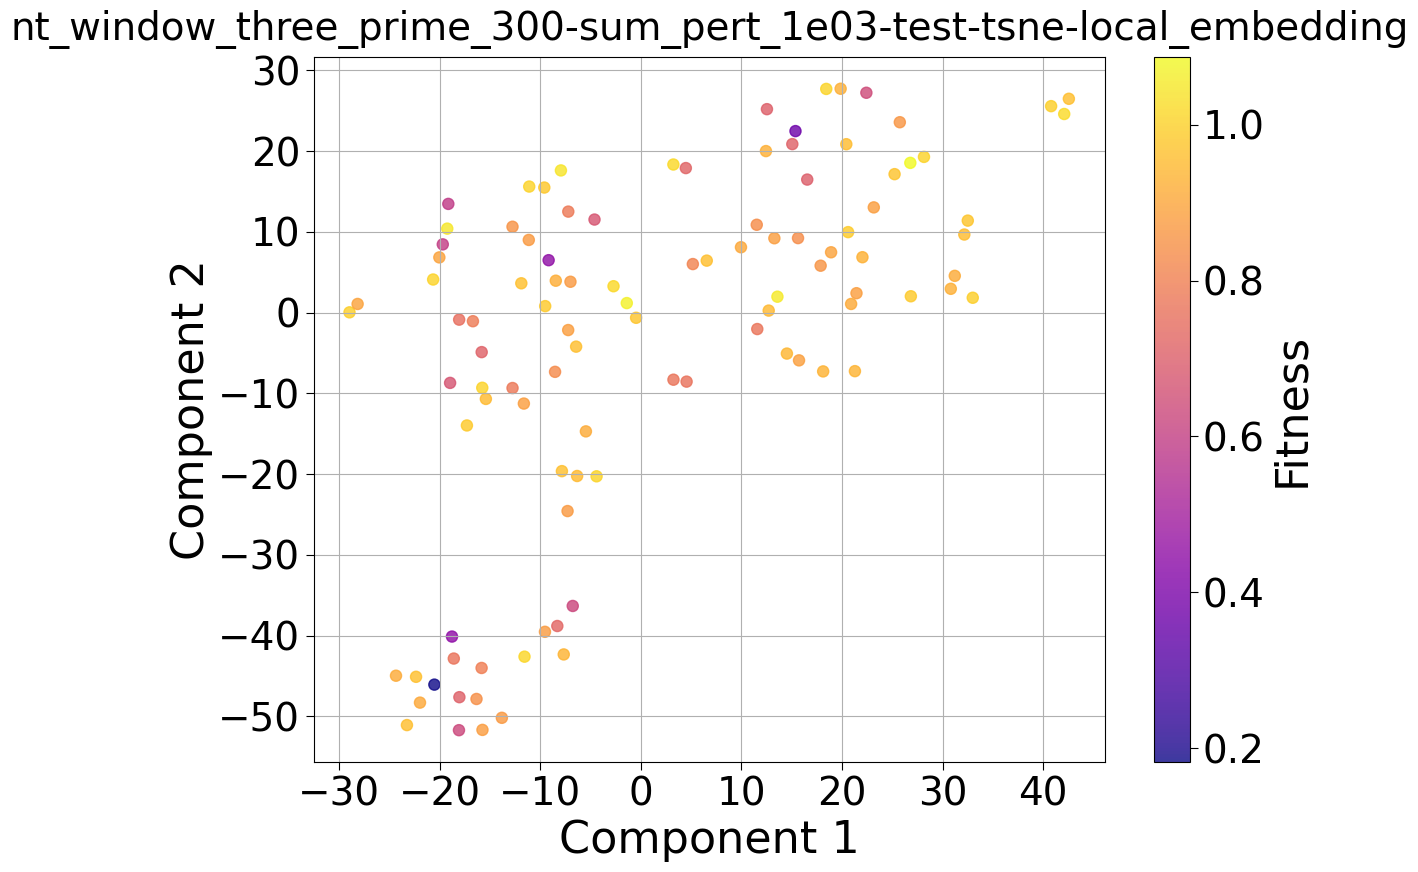 nt_window_three_prime_300-sum_pert_1e03-test-tsne-local_embedding
30
20
10
0
−10
−20
−30
−40
−50
Component 2
−30 −20 −10 0 10 20 30 40
Component 1
1.0
0.8
0.6
0.4
0.2
Fitness